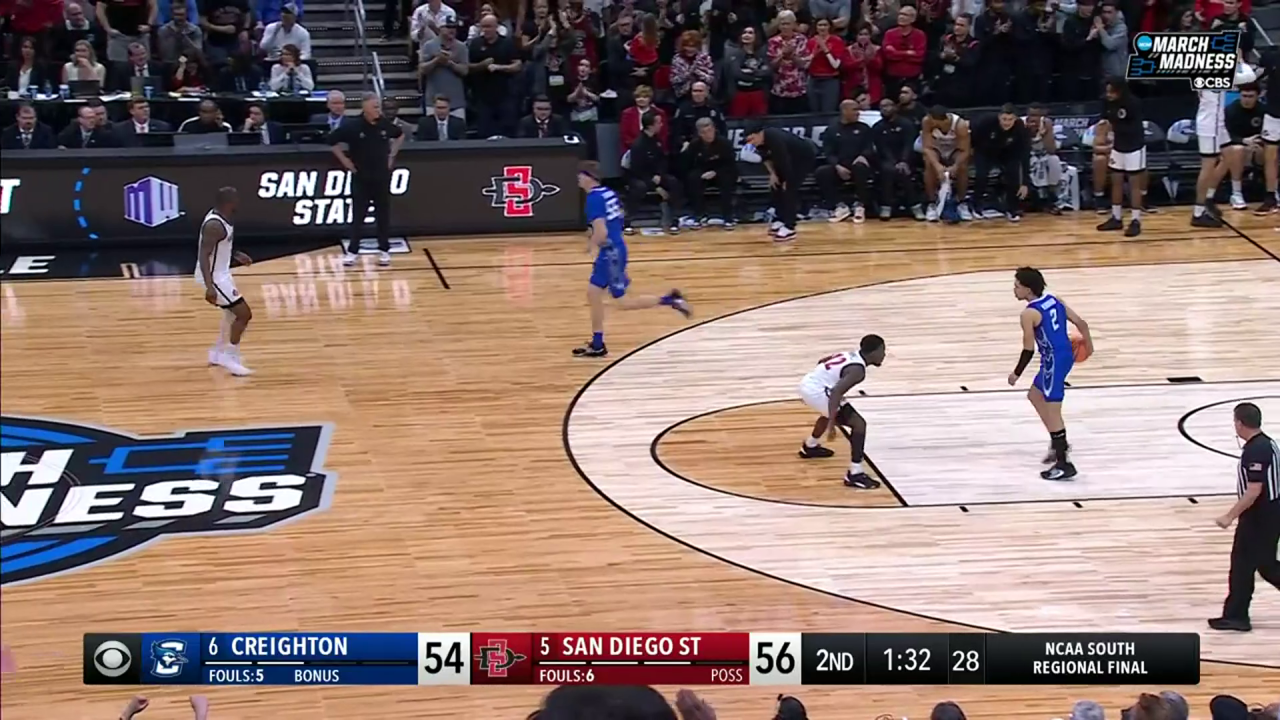 MARCH
MADNESS
CBS
MW
SAN DIEGO
STATE
NESS
2
6 CREIGHTON
FOULS:5 BONUS
54
5 SAN DIEGO ST
FOULS:6 POSS
56
2ND
1:32
28
NCAA SOUTH
REGIONAL FINAL